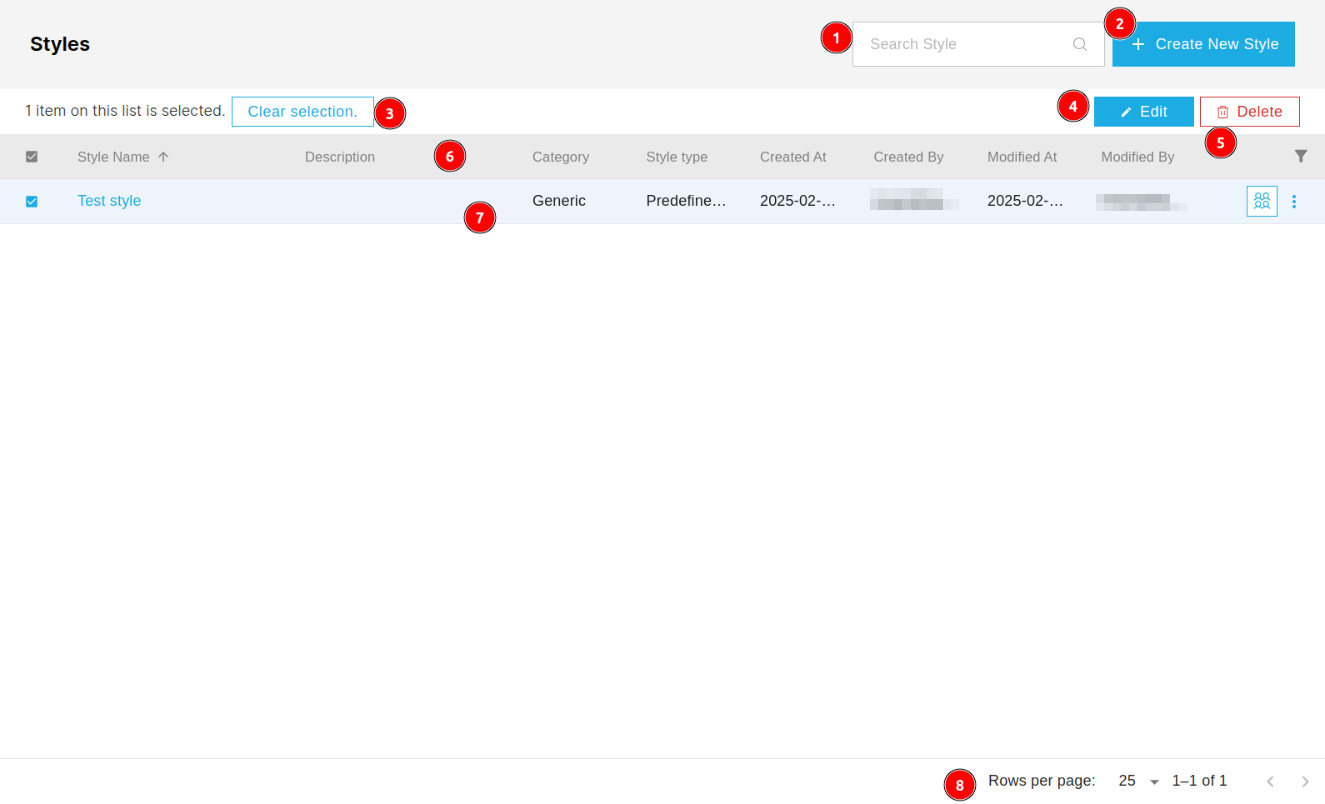 Styles
1
Search Style
2
Create New Style
1 item on this list is selected.
Clear selection.
3
4
Edit
Delete
5
Style Name
Description
6
Category
Style type
Created At
Created By
Modified At
Modified By
Test style
7
Generic
Predefine...
2025-02-...
2025-02-...
8
Rows per page:
25
1–1 of 1